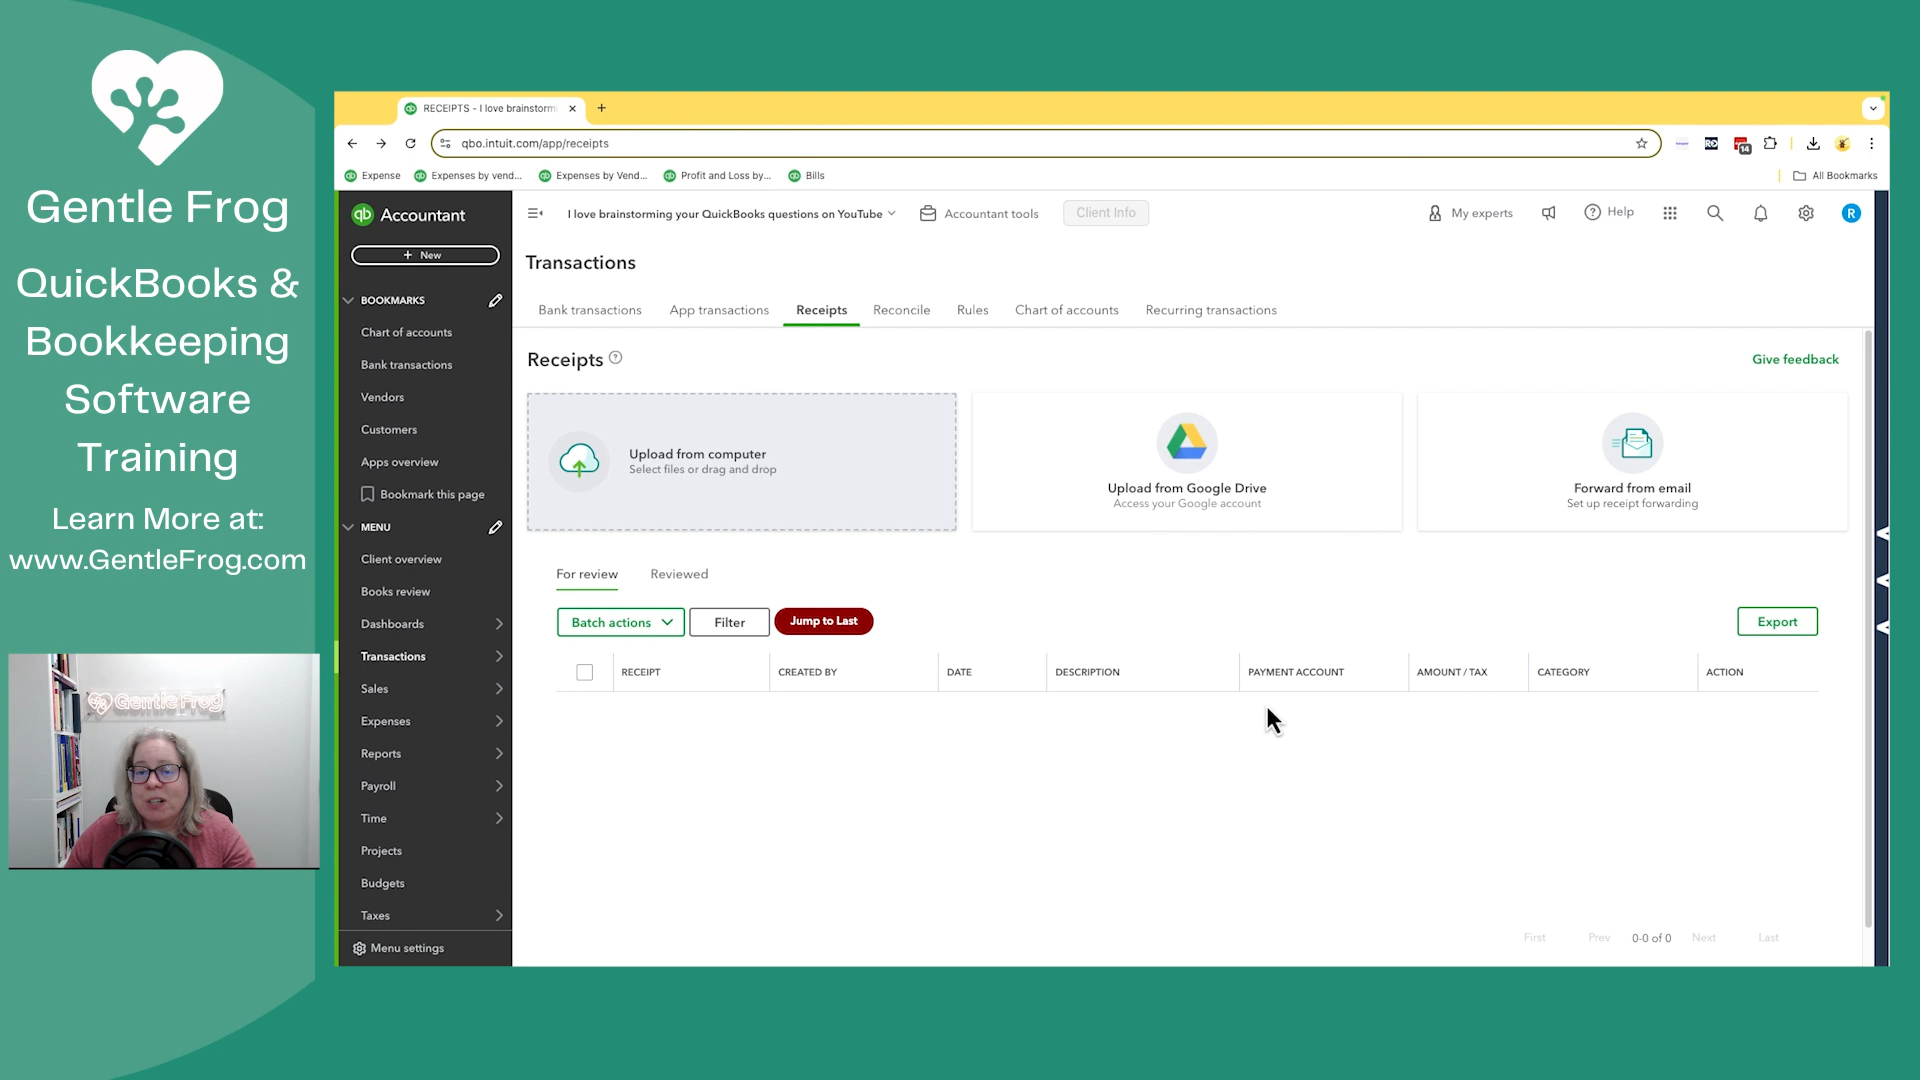 Gentle Frog
QuickBooks &
Bookkeeping
Software
Training
Learn More at:
www.GentleFrog.com
Gentle Frog
RECEIPTS - I love brainstorm
qbo.intuit.com/app/receipts
14
Expense
Expenses by vend...
Expenses by Vend...
Profit and Loss by...
Bills
All Bookmarks
qb Accountant
I love brainstorming your QuickBooks questions on YouTube
Accountant tools
Client Info
My experts
Help
R
+ New
BOOKMARKS
Chart of accounts
Bank transactions
Vendors
Customers
Apps overview
Bookmark this page
MENU
Client overview
Books review
Dashboards
Transactions
Sales
Expenses
Reports
Payroll
Time
Projects
Budgets
Taxes
Menu settings
Transactions
Bank transactions
App transactions
Receipts
Reconcile
Rules
Chart of accounts
Recurring transactions
Receipts
Give feedback
Upload from computer
Select files or drag and drop
Upload from Google Drive
Access your Google account
Forward from email
Set up receipt forwarding
For review
Reviewed
Batch actions
Filter
Jump to Last
Export
RECEIPT
CREATED BY
DATE
DESCRIPTION
PAYMENT ACCOUNT
AMOUNT / TAX
CATEGORY
ACTION
First
Prev
0-0 of 0
Next
Last